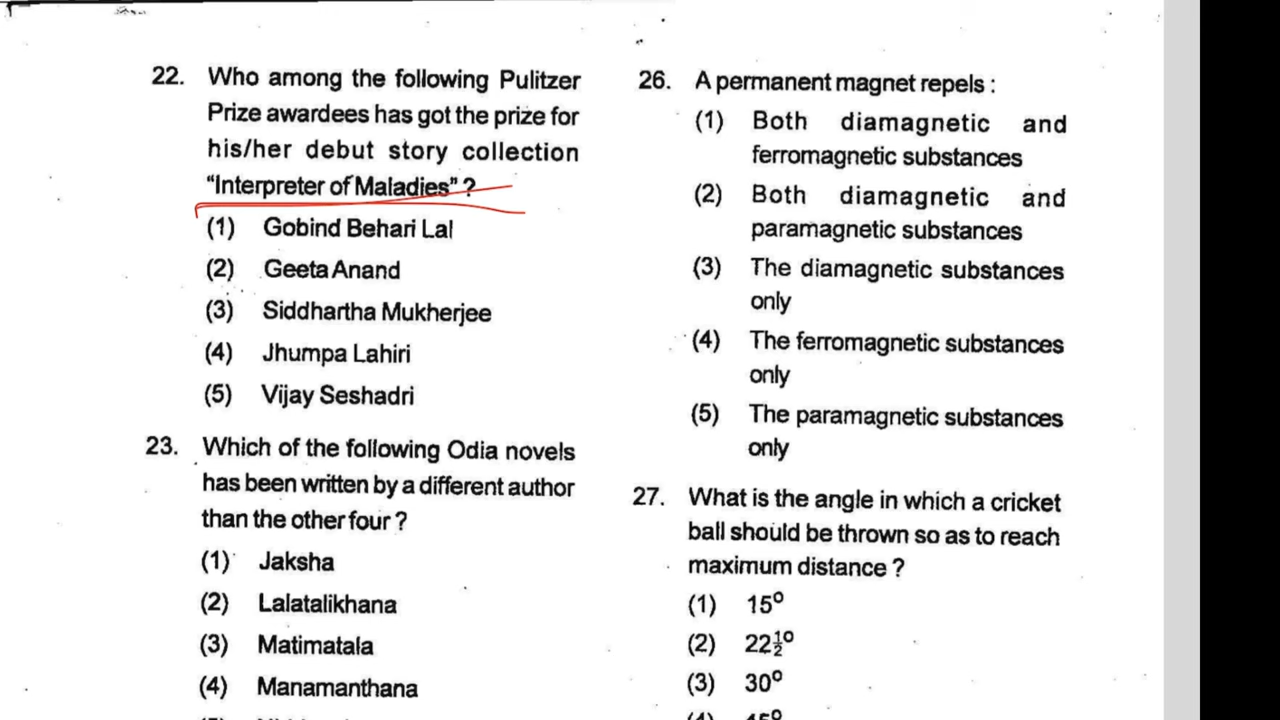 22. Who among the following Pulitzer
Prize awardees has got the prize for
his/her debut story collection
“Interpreter of Maladies” ?
(1) Gobind Behari Lal
(2) Geeta Anand
(3) Siddhartha Mukherjee
(4) Jhumpa Lahiri
(5) Vijay Seshadri
23. Which of the following Odia novels
has been written by a different author
than the other four ?
(1) Jaksha
(2) Lalatalikhana
(3) Matimatala
(4) Manamanthana
26. A permanent magnet repels :
(1) Both diamagnetic and
ferromagnetic substances
(2) Both diamagnetic and
paramagnetic substances
(3) The diamagnetic substances
only
(4) The ferromagnetic substances
only
(5) The paramagnetic substances
only
27. What is the angle in which a cricket
ball should be thrown so as to reach
maximum distance ?
(1) 15°
(2) 22½°
(3) 30°
(4) 45°